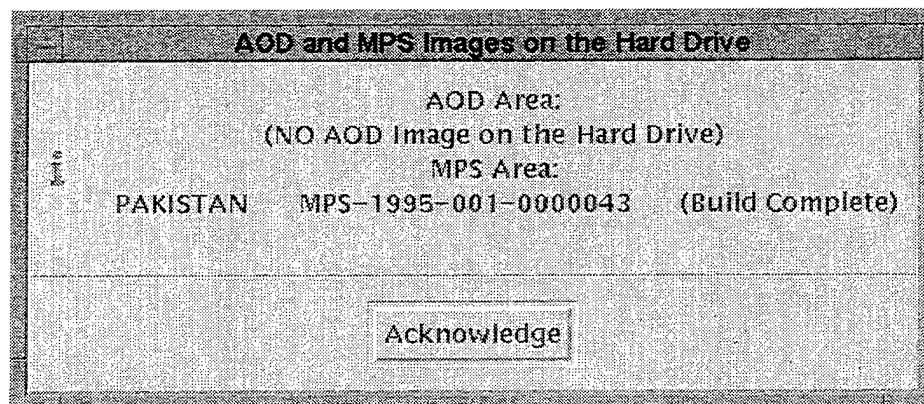 AOD and MPS Images on the Hard Drive
AOD Area:
(NO AOD Image on the Hard Drive)
MPS Area:
PAKISTAN MPS-1995-001-0000043 (Build Complete)
Acknowledge